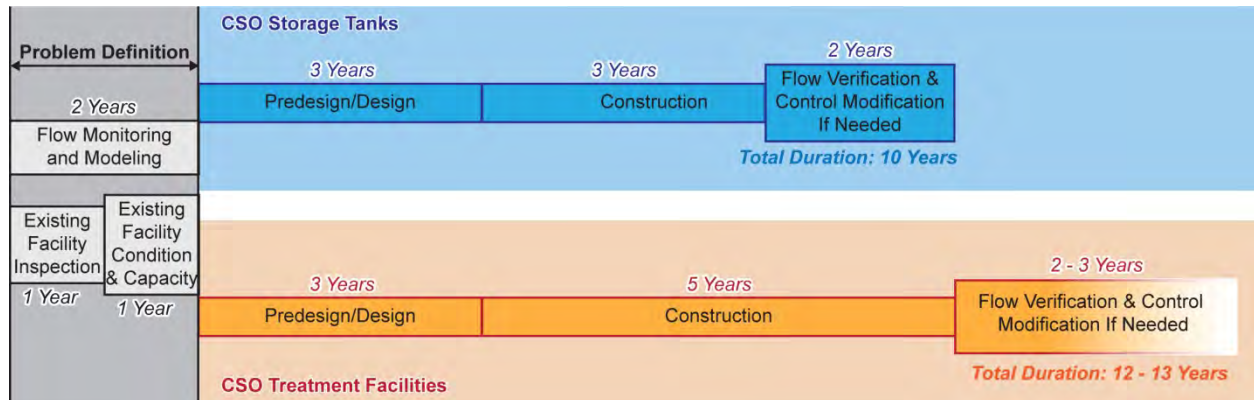 Problem Definition
2 Years
Flow Monitoring
and Modeling
Existing
Facility
Inspection
1 Year
Existing
Facility
Condition
& Capacity
1 Year
CSO Storage Tanks
3 Years
Predesign/Design
3 Years
Construction
2 Years
Flow Verification &
Control Modification
If Needed
Total Duration: 10 Years
3 Years
Predesign/Design
5 Years
Construction
2 - 3 Years
Flow Verification & Control
Modification If Needed
Total Duration: 12 - 13 Years
CSO Treatment Facilities